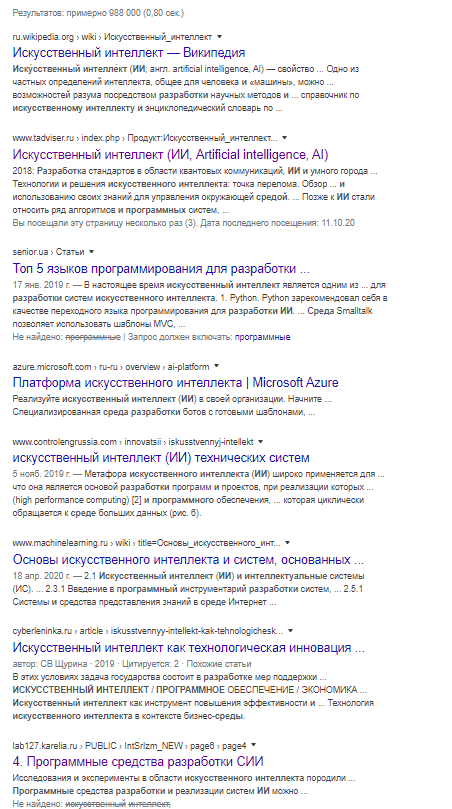 Результатов: примерно 988 000 (0,80 сек.)
ru.wikipedia.org › wiki › Искусственный_интеллект
Искусственный интеллект — Википедия
Иску́сственный интелле́кт (ИИ; англ. artificial intelligence, AI) — свойство ... Одно из
частных определений интеллекта, общее для человека и «машины», можно ...
возможностей разума посредством разработки научных методов и ... справочник по
искусственному интеллекту и энциклопедический словарь по ...
www.tadviser.ru › index.php › Продукт:Искусственный_интеллект...
Искусственный интеллект (ИИ, Artificial intelligence, AI)
2018: Разработка стандартов в области квантовых коммуникаций, ИИ и умного города ...
Технологии и решения искусственного интеллекта: точка перелома. Обзор ... и
использованию своих знаний для управления окружающей средой. ... Позже к ИИ стали
относить ряд алгоритмов и программных систем, ...
Вы посещали эту страницу несколько раз (3). Дата последнего посещения: 11.10.20
senior.ua › Статьи
Топ 5 языков программирования для разработки ...
17 янв. 2019 г. — В настоящее время искусственный интеллект является одним из ... для
разработки систем искусственного интеллекта. 1. Python. Python зарекомендовал себя в
качестве переходного языка программирования для разработки ИИ. ... Среда Smalltalk
позволяет использовать шаблоны MVC, ...
Не найдено: программные | Запрос должен включать: программные
azure.microsoft.com › ru-ru › overview › ai-platform
Платформа искусственного интеллекта | Microsoft Azure
Реализуйте искусственный интеллект (ИИ) в своей организации. Начните ...
Специализированная среда разработки ботов с готовыми шаблонами, ...
www.controlengrussia.com › innovatsii › iskusstvennyj-intellekt
искусственный интеллект (ИИ) технических систем
5 нояб. 2019 г. — Метафора искусственного интеллекта (ИИ) широко применяется для ...
что она является основой разработки программ и проектов, при реализации которых ...
(high performance computing) [2] и программного обеспечения, ... которая циклически
обращается к среде больших данных (рис. 6).
www.machinelearning.ru › wiki › title=Основы_искусственного_инт...
Основы искусственного интеллекта и систем, основанных ...
18 апр. 2020 г. — 2.1 Искусственный интеллект (ИИ) и интеллектуальные системы
(ИС). ... 2.3.1 Введение в программный инструментарий разработки систем, ... 2.5.1
Системы и средства представления знаний в среде Интернет ...
cyberleninka.ru › article › iskusstvennyy-intellekt-kak-tehnologichesk...
Искусственный интеллект как технологическая инновация ...
автор: СВ Щурина · 2019 · Цитируется: 2 · Похожие статьи
В этих условиях задача государства состоит в разработке мер поддержки ...
ИСКУССТВЕННЫЙ ИНТЕЛЛЕКТ / ПРОГРАММНОЕ ОБЕСПЕЧЕНИЕ / ЭКОНОМИКА ...
Искусственный интеллект как инструмент повышения эффективности и ... Технология
искусственного интеллекта в контексте бизнес-среды.
lab127.karelia.ru › PUBLIC › IntSrIzm_NEW › page6 › page4
4. Программные средства разработки СИИ
Исследования и эксперименты в области искусственного интеллекта породили ...
Программные средства разработки и реализации систем ИИ можно ...
Не найдено: искусственный интеллект,